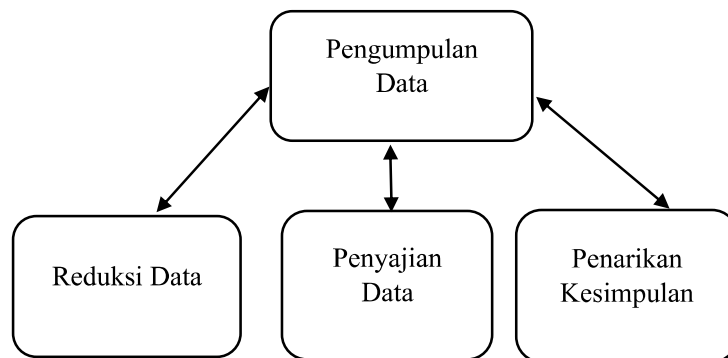 Pengumpulan
Data
Reduksi Data
Penyajian
Data
Penarikan
Kesimpulan